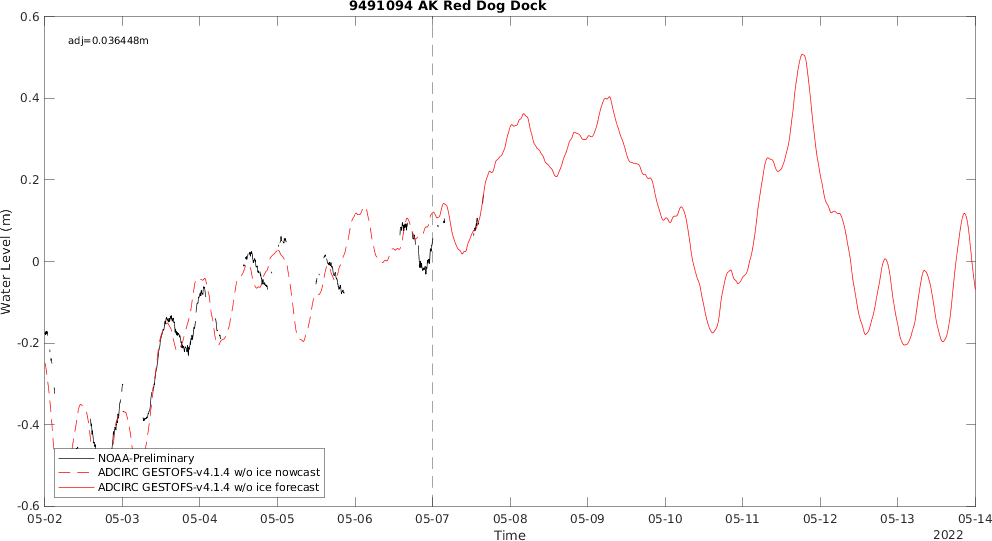 9491094 AK Red Dog Dock
adj=0.036448m
0.6
0.4
0.2
0
-0.2
-0.4
-0.6
Water Level (m)
NOAA-Preliminary
ADCIRC GESTOFS-v4.1.4 w/o ice nowcast
ADCIRC GESTOFS-v4.1.4 w/o ice forecast
05-02 05-03 05-04 05-05 05-06 05-07 05-08 05-09 05-10 05-11 05-12 05-13 05-14
Time
2022